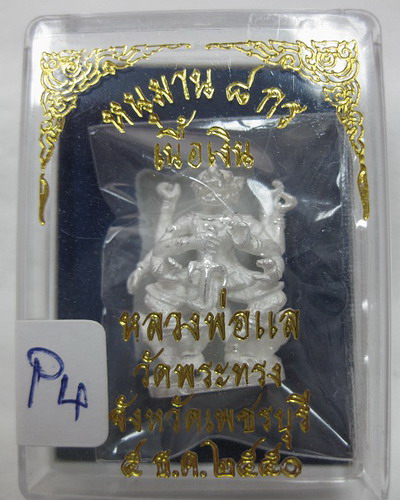 หนุมาน ๘ กร
เนื้อเงิน
หลวงพ่อแล
วัดพระทรง
จังหวัดเพชรบุรี
๕ ธ.ค.๒๕๕๐
P4